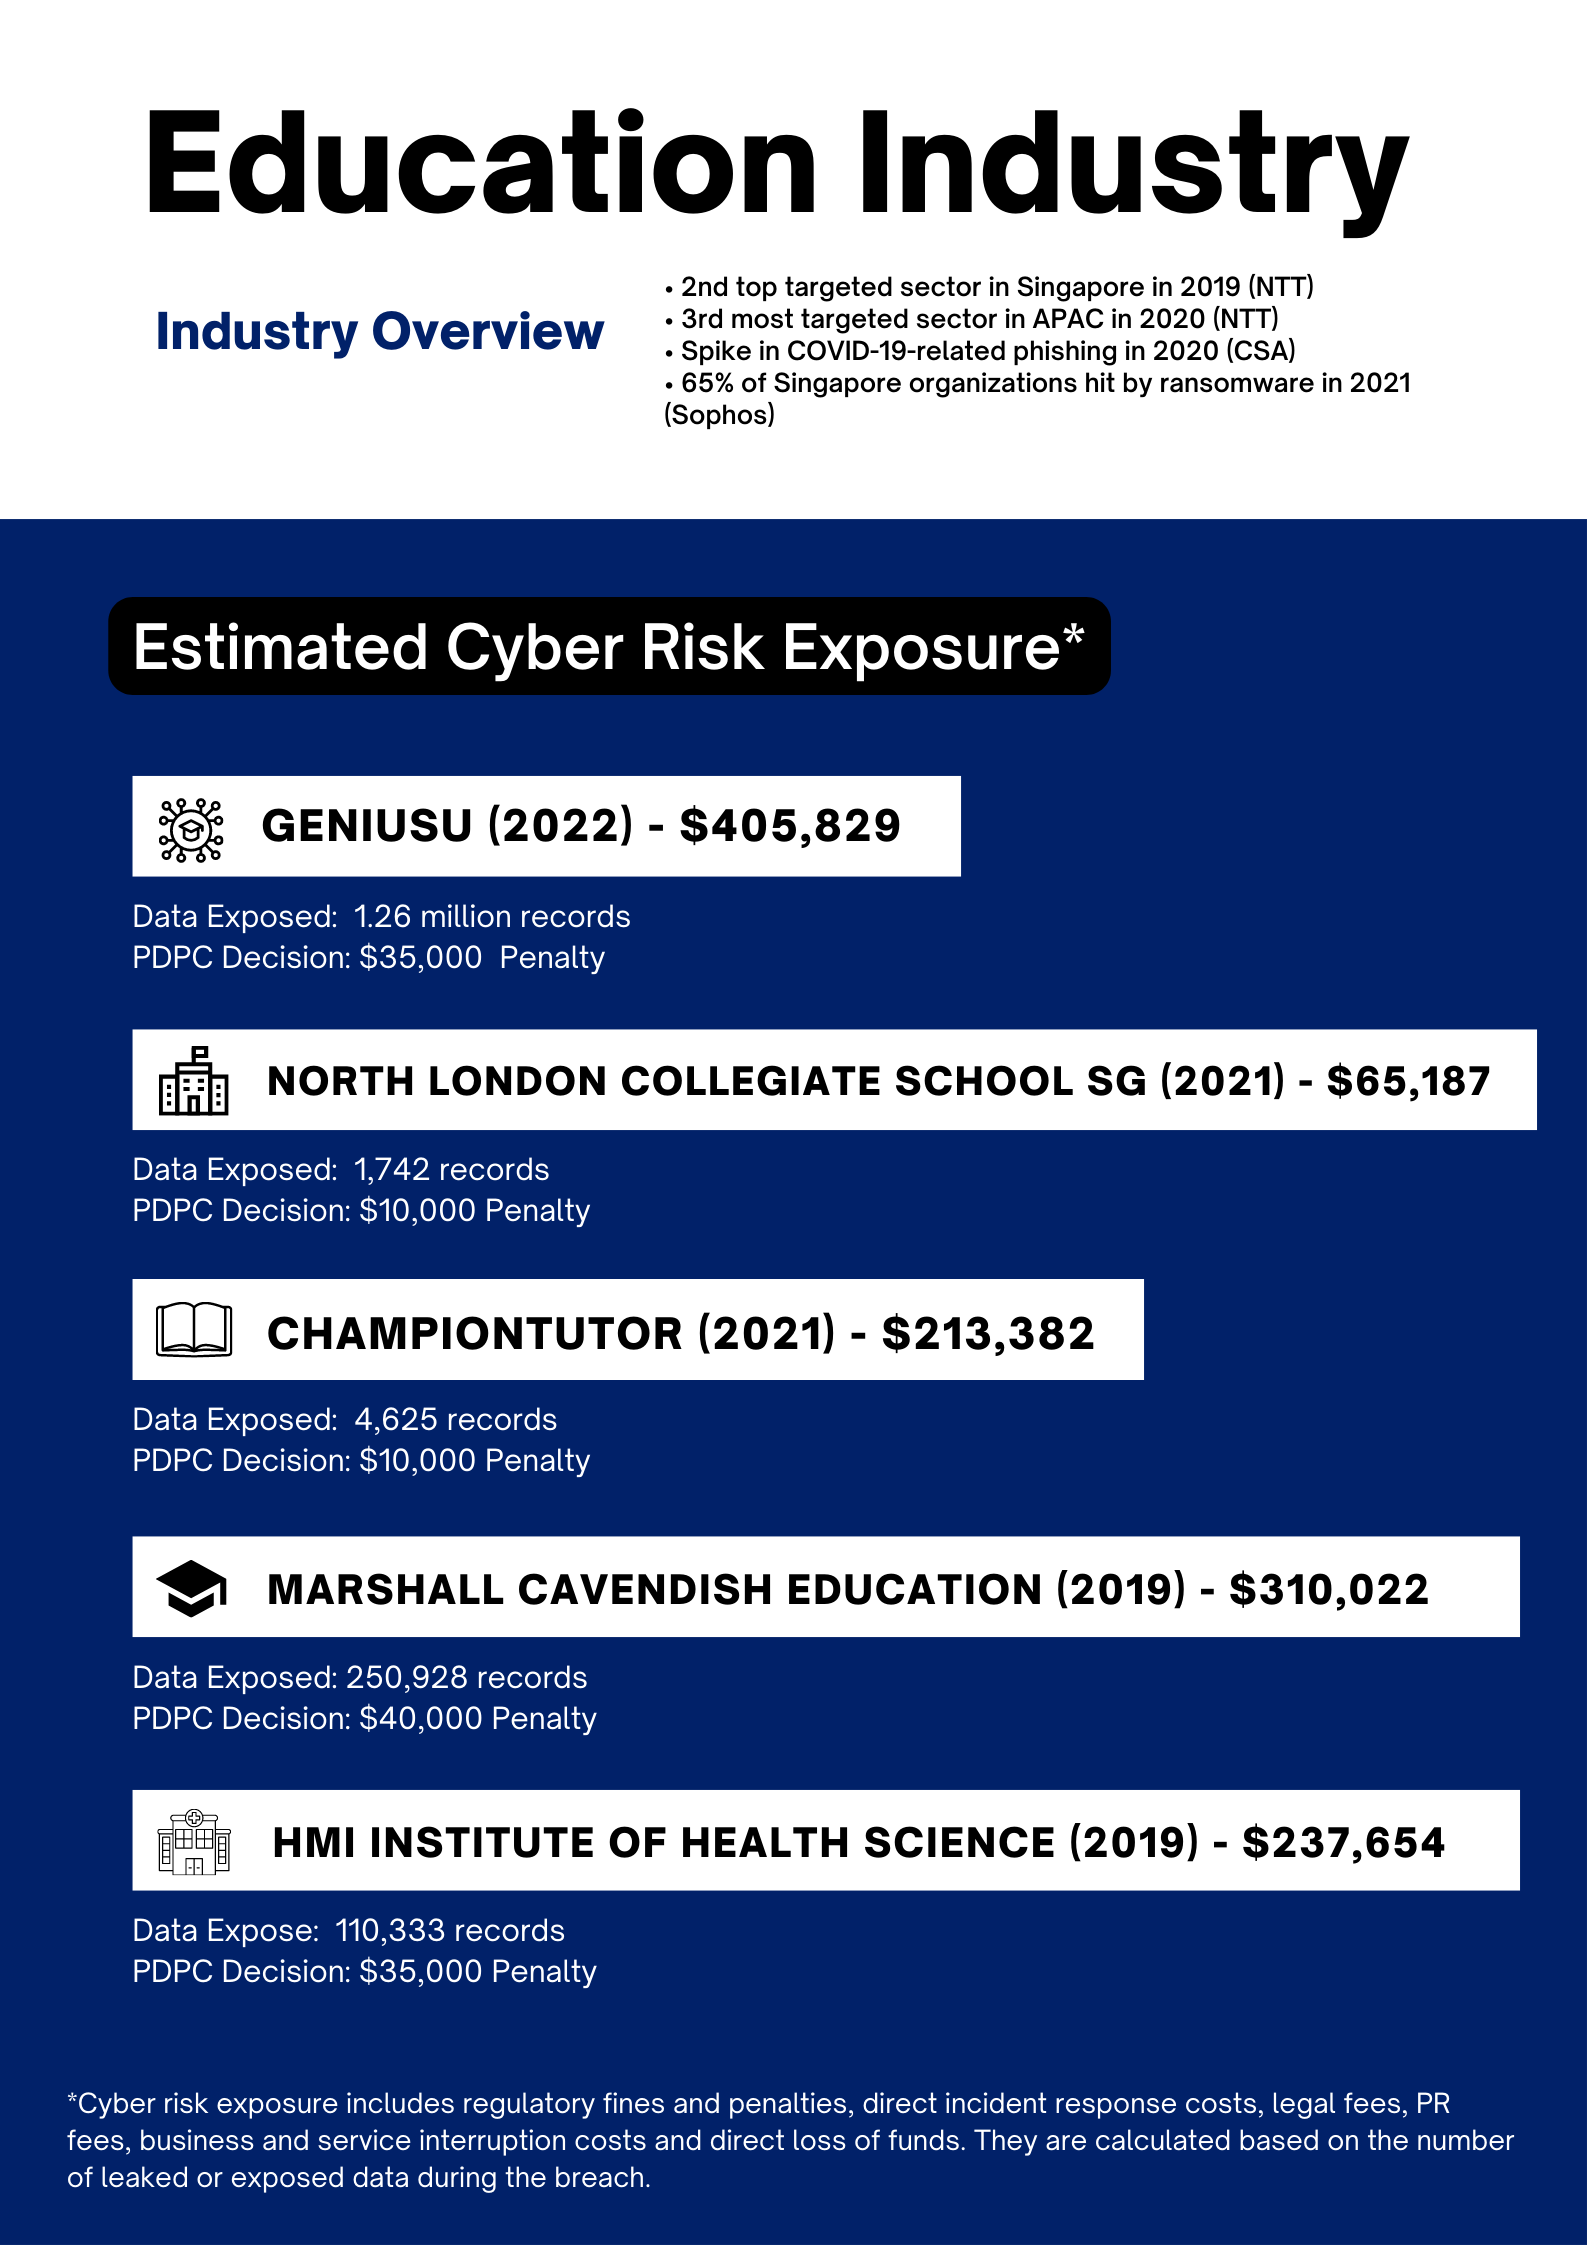 Education Industry
Industry Overview
• 2nd top targeted sector in Singapore in 2019 (NTT)
• 3rd most targeted sector in APAC in 2020 (NTT)
• Spike in COVID-19-related phishing in 2020 (CSA)
• 65% of Singapore organizations hit by ransomware in 2021
(Sophos)
Estimated Cyber Risk Exposure*
GENIUSU (2022) - $405,829
Data Exposed: 1.26 million records
PDPC Decision: $35,000 Penalty
NORTH LONDON COLLEGIATE SCHOOL SG (2021) - $65,187
Data Exposed: 1,742 records
PDPC Decision: $10,000 Penalty
CHAMPIONTUTOR (2021) - $213,382
Data Exposed: 4,625 records
PDPC Decision: $10,000 Penalty
MARSHALL CAVENDISH EDUCATION (2019) - $310,022
Data Exposed: 250,928 records
PDPC Decision: $40,000 Penalty
HMI INSTITUTE OF HEALTH SCIENCE (2019) - $237,654
Data Expose: 110,333 records
PDPC Decision: $35,000 Penalty
*Cyber risk exposure includes regulatory fines and penalties, direct incident response costs, legal fees, PR
fees, business and service interruption costs and direct loss of funds. They are calculated based on the number
of leaked or exposed data during the breach.